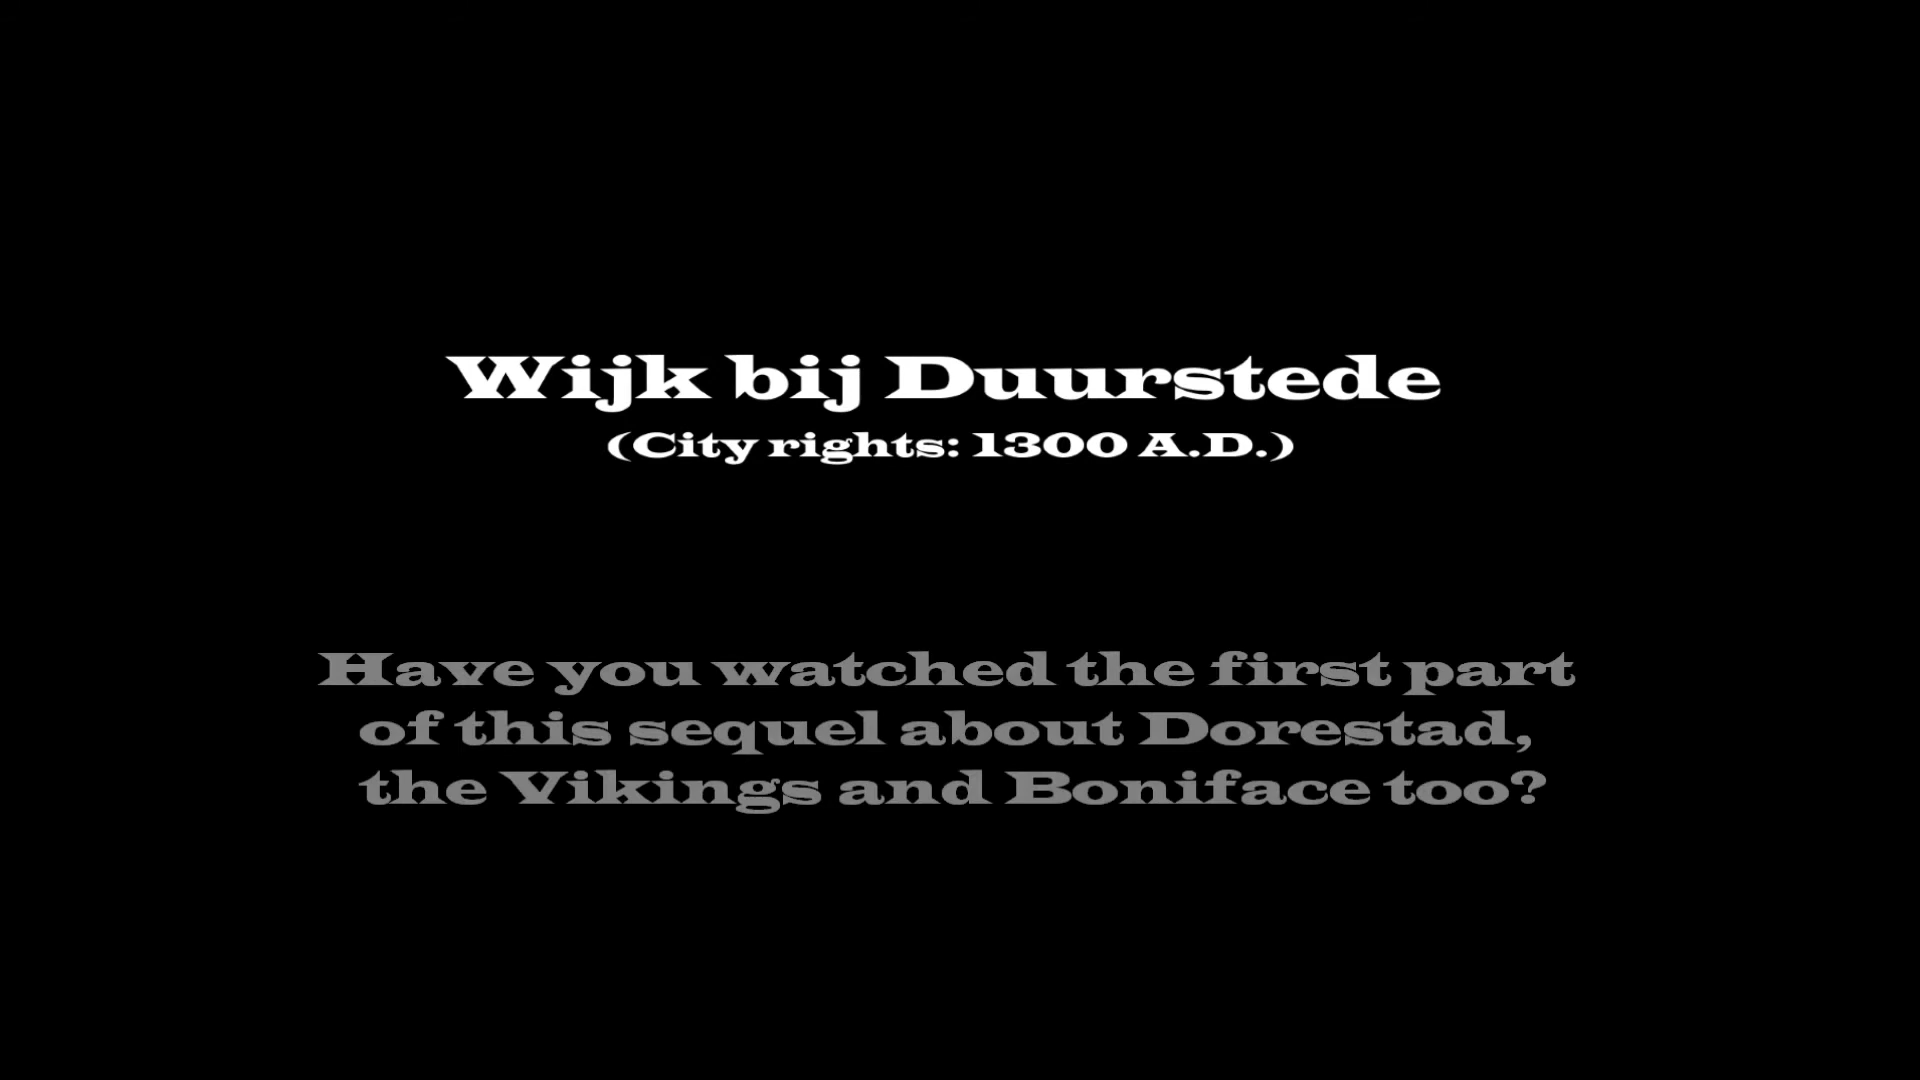 Wijk bij Duurstede
(City rights: 1300 A.D.)
Have you watched the first part
of this sequel about Dorestad,
the Vikings and Boniface too?